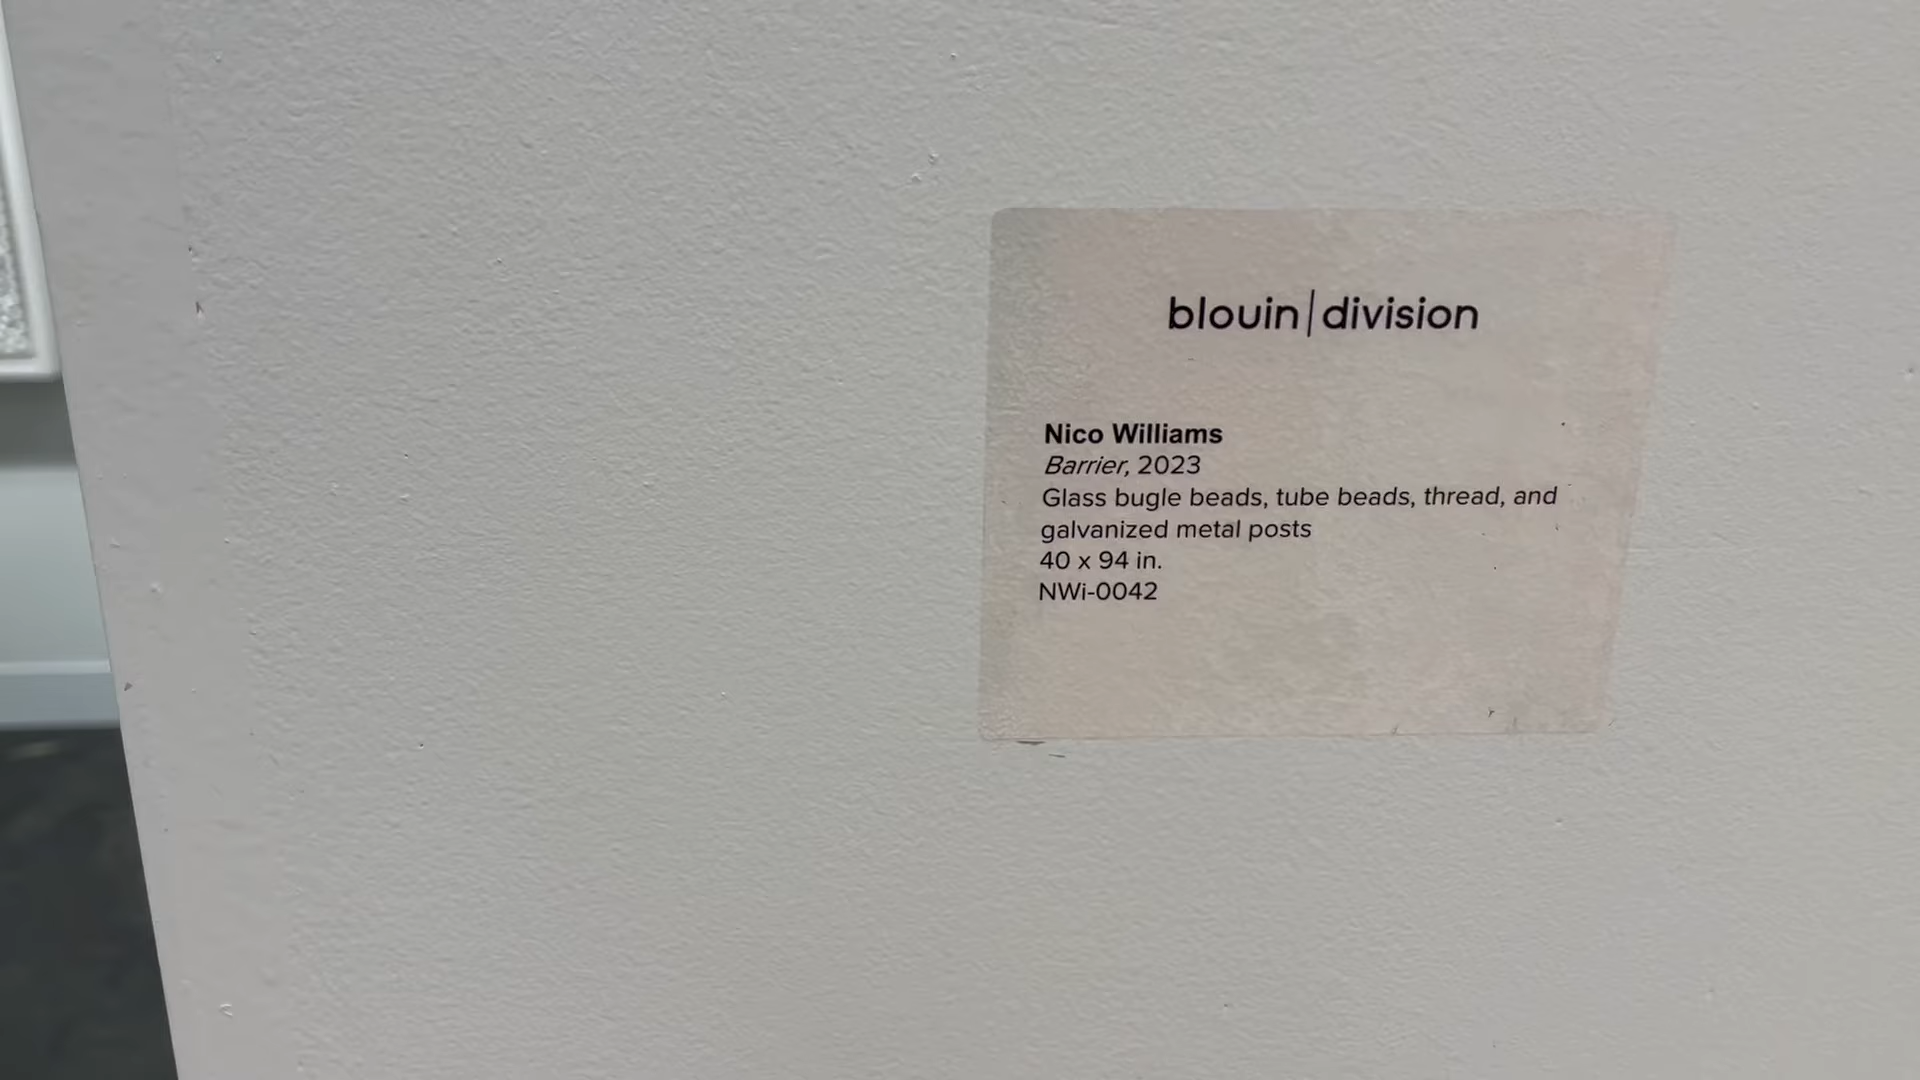 blouin|division
Nico Williams
Barrier, 2023
Glass bugle beads, tube beads, thread, and
galvanized metal posts
40 x 94 in.
NWi-0042